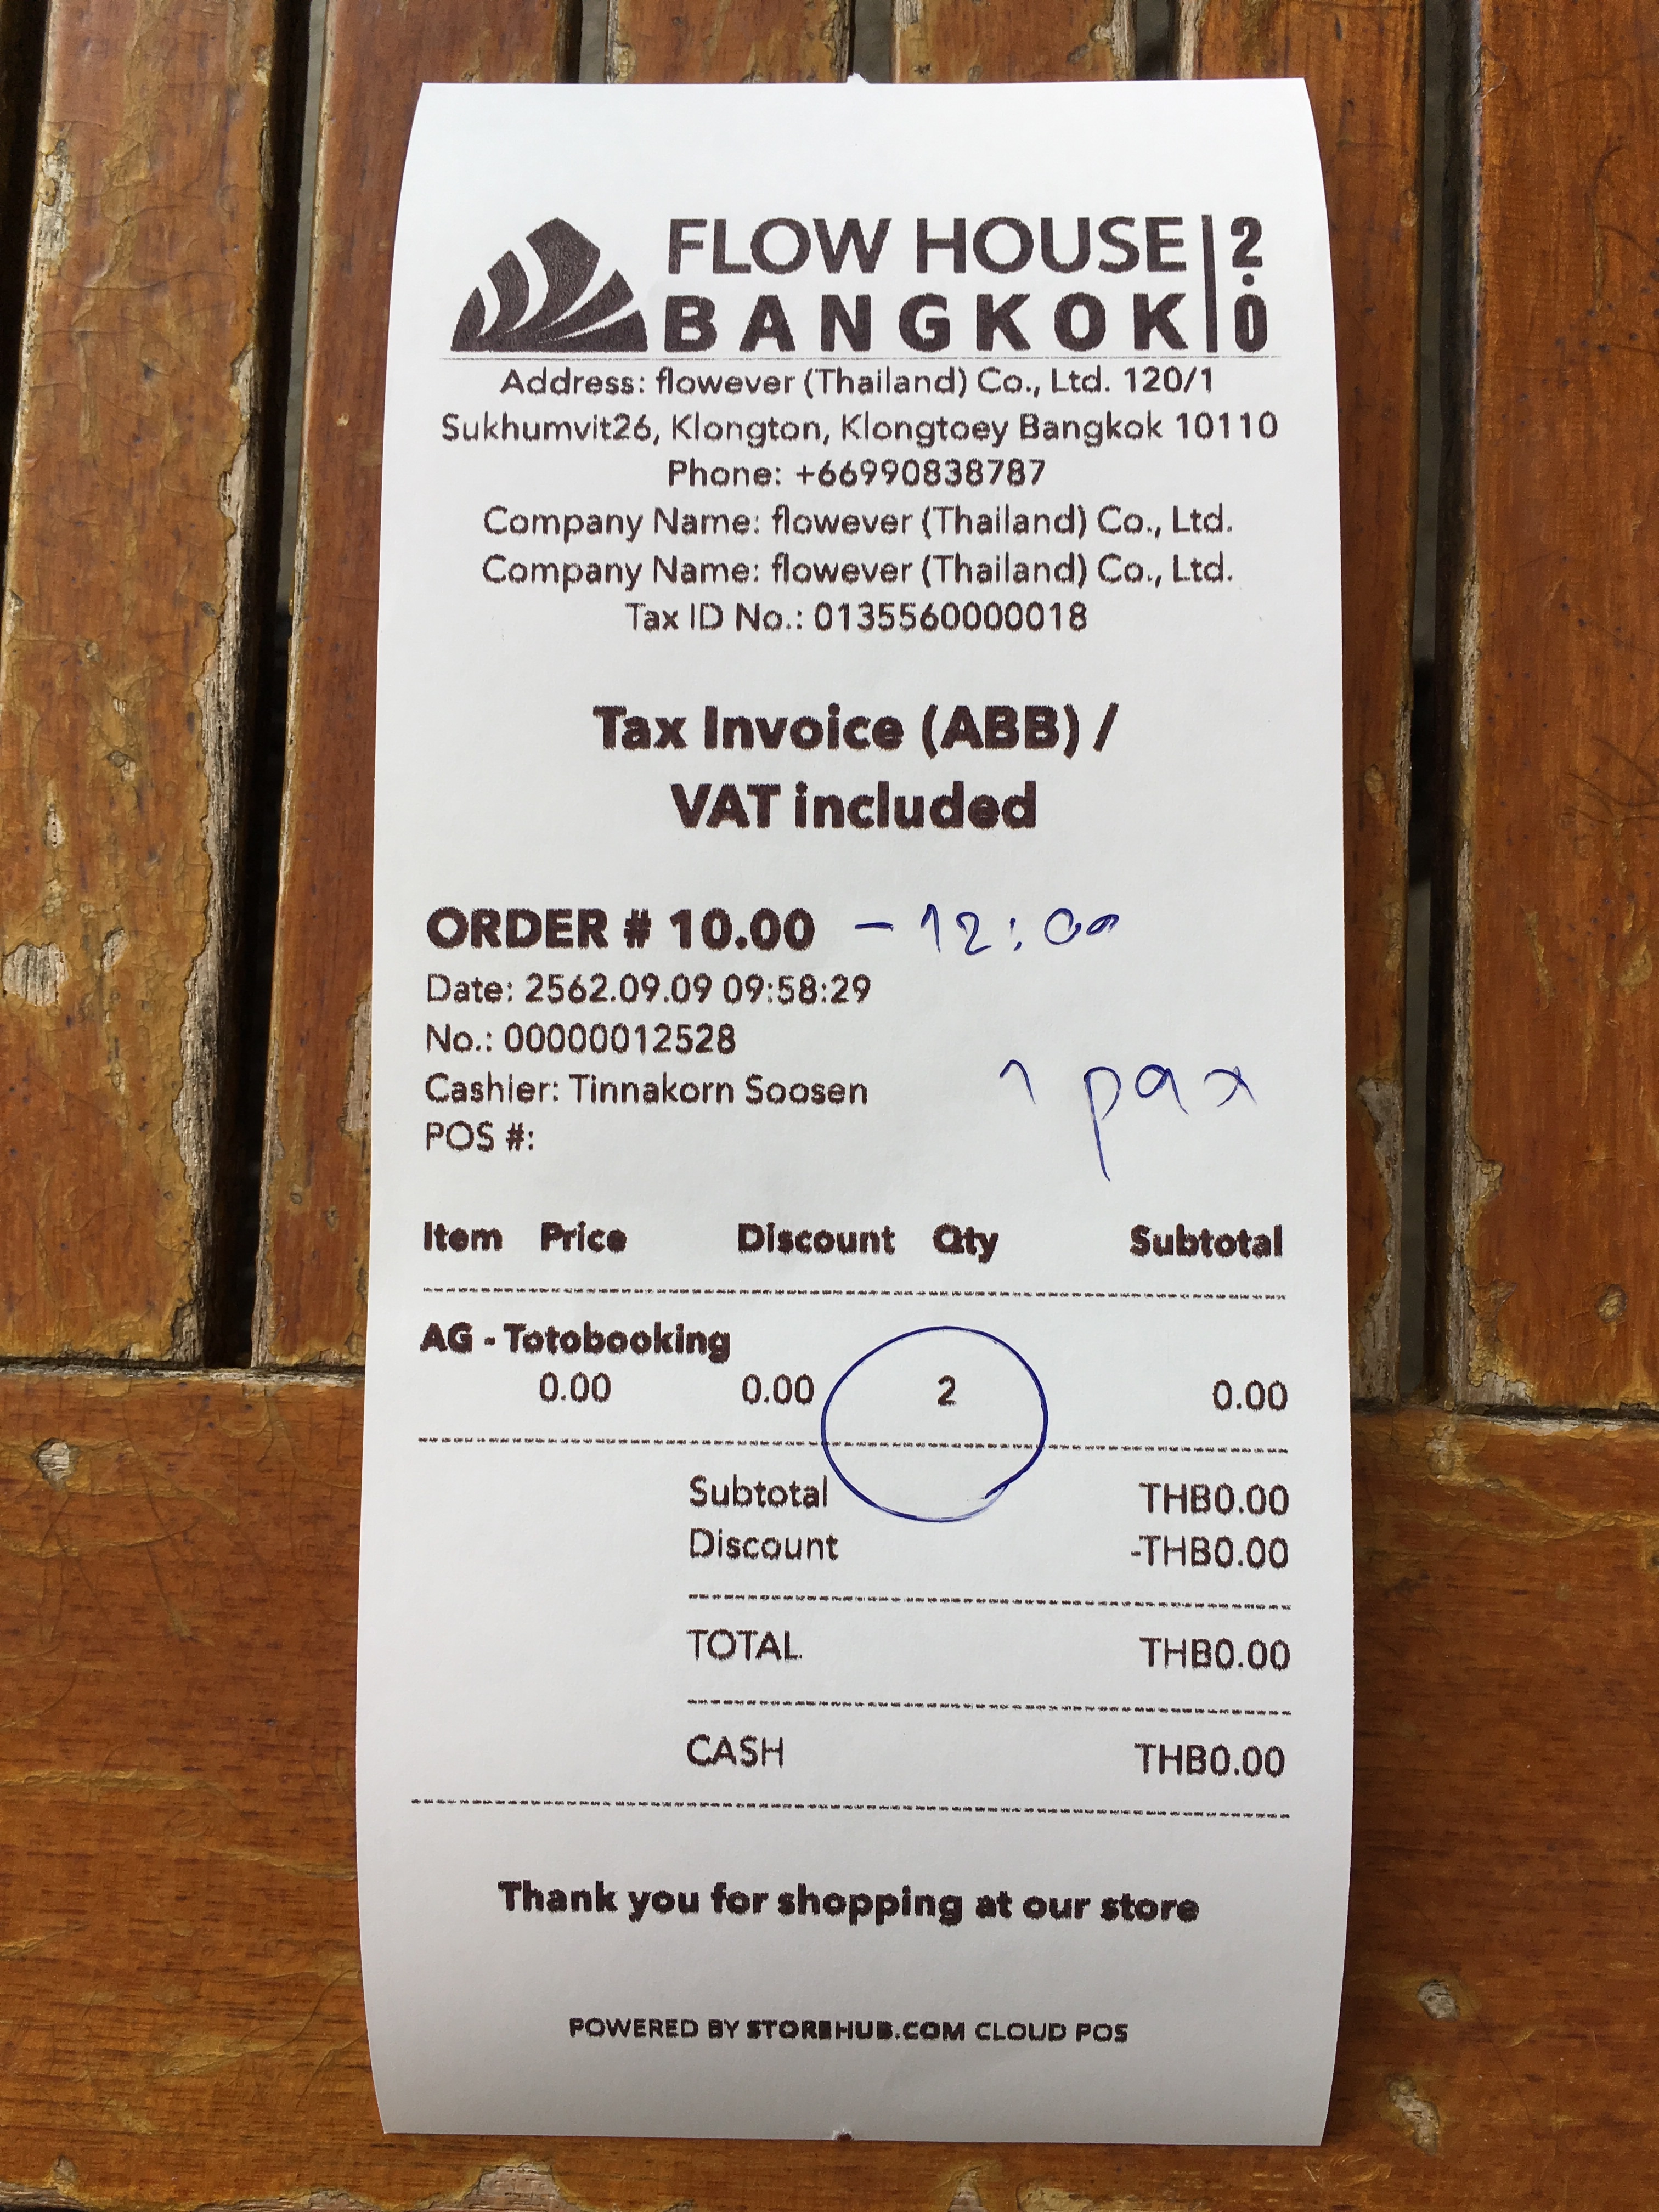 FLOW HOUSE
BANGKOK
2.0
Address: flowever (Thailand) Co., Ltd. 120/1
Sukhumvit26, Klongton, Klongtoey Bangkok 10110
Phone: +66990838787
Company Name: flowever (Thailand) Co., Ltd.
Company Name: flowever (Thailand) Co., Ltd.
Tax ID No.: 0135560000018
Tax Invoice (ABB) /
VAT included
ORDER # 10.00 - 12:00
Date: 2562.09.09 09:58:29
No.: 00000012528
Cashier: Tinnakorn Soosen
1 pax
POS #:
Item Price Discount Qty Subtotal
AG - Totobooking
0.00 0.00 2 0.00
Subtotal THB0.00
Discount -THB0.00
TOTAL THB0.00
CASH THB0.00
Thank you for shopping at our store
POWERED BY STOREHUB.COM CLOUD POS